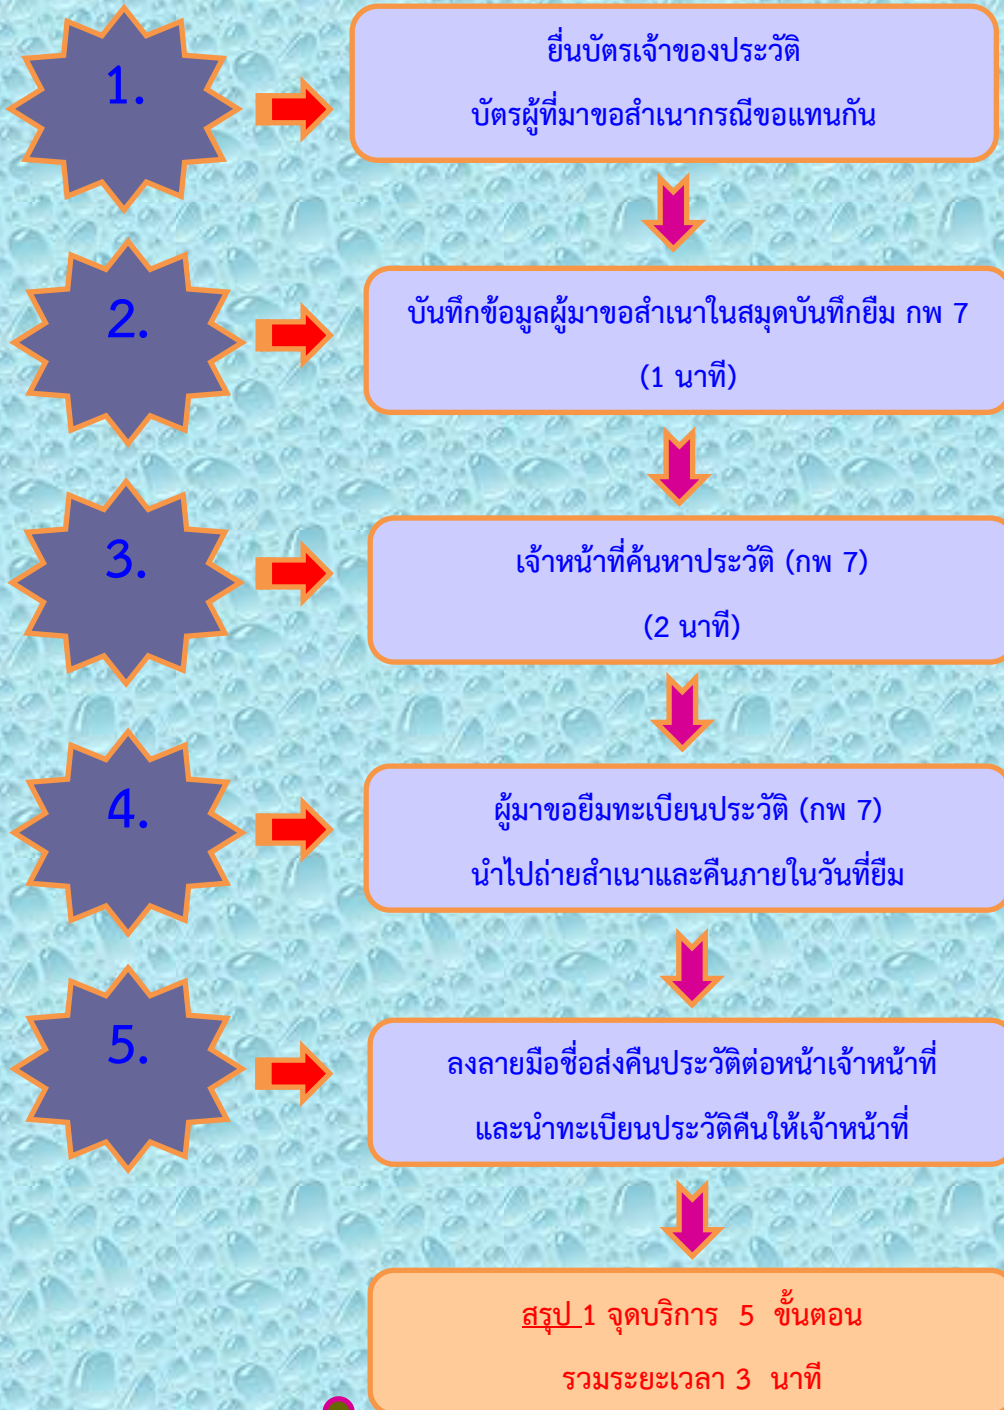 1.
ยื่นบัตรเจ้าของประวัติ
บัตรผู้ที่มาขอสำเนากรณีขอแทนกัน
2.
บันทึกข้อมูลผู้มาขอสำเนาในสมุดบันทึกยืม กพ 7
(1 นาที)
3.
เจ้าหน้าที่ค้นหาประวัติ (กพ 7)
(2 นาที)
4.
ผู้มาขอยืมทะเบียนประวัติ (กพ 7)
นำไปถ่ายสำเนาและคืนภายในวันที่ยืม
5.
ลงลายมือชื่อส่งคืนประวัติต่อหน้าเจ้าหน้าที่
และนำทะเบียนประวัติคืนให้เจ้าหน้าที่
สรุป 1 จุดบริการ 5 ขั้นตอน
รวมระยะเวลา 3 นาที